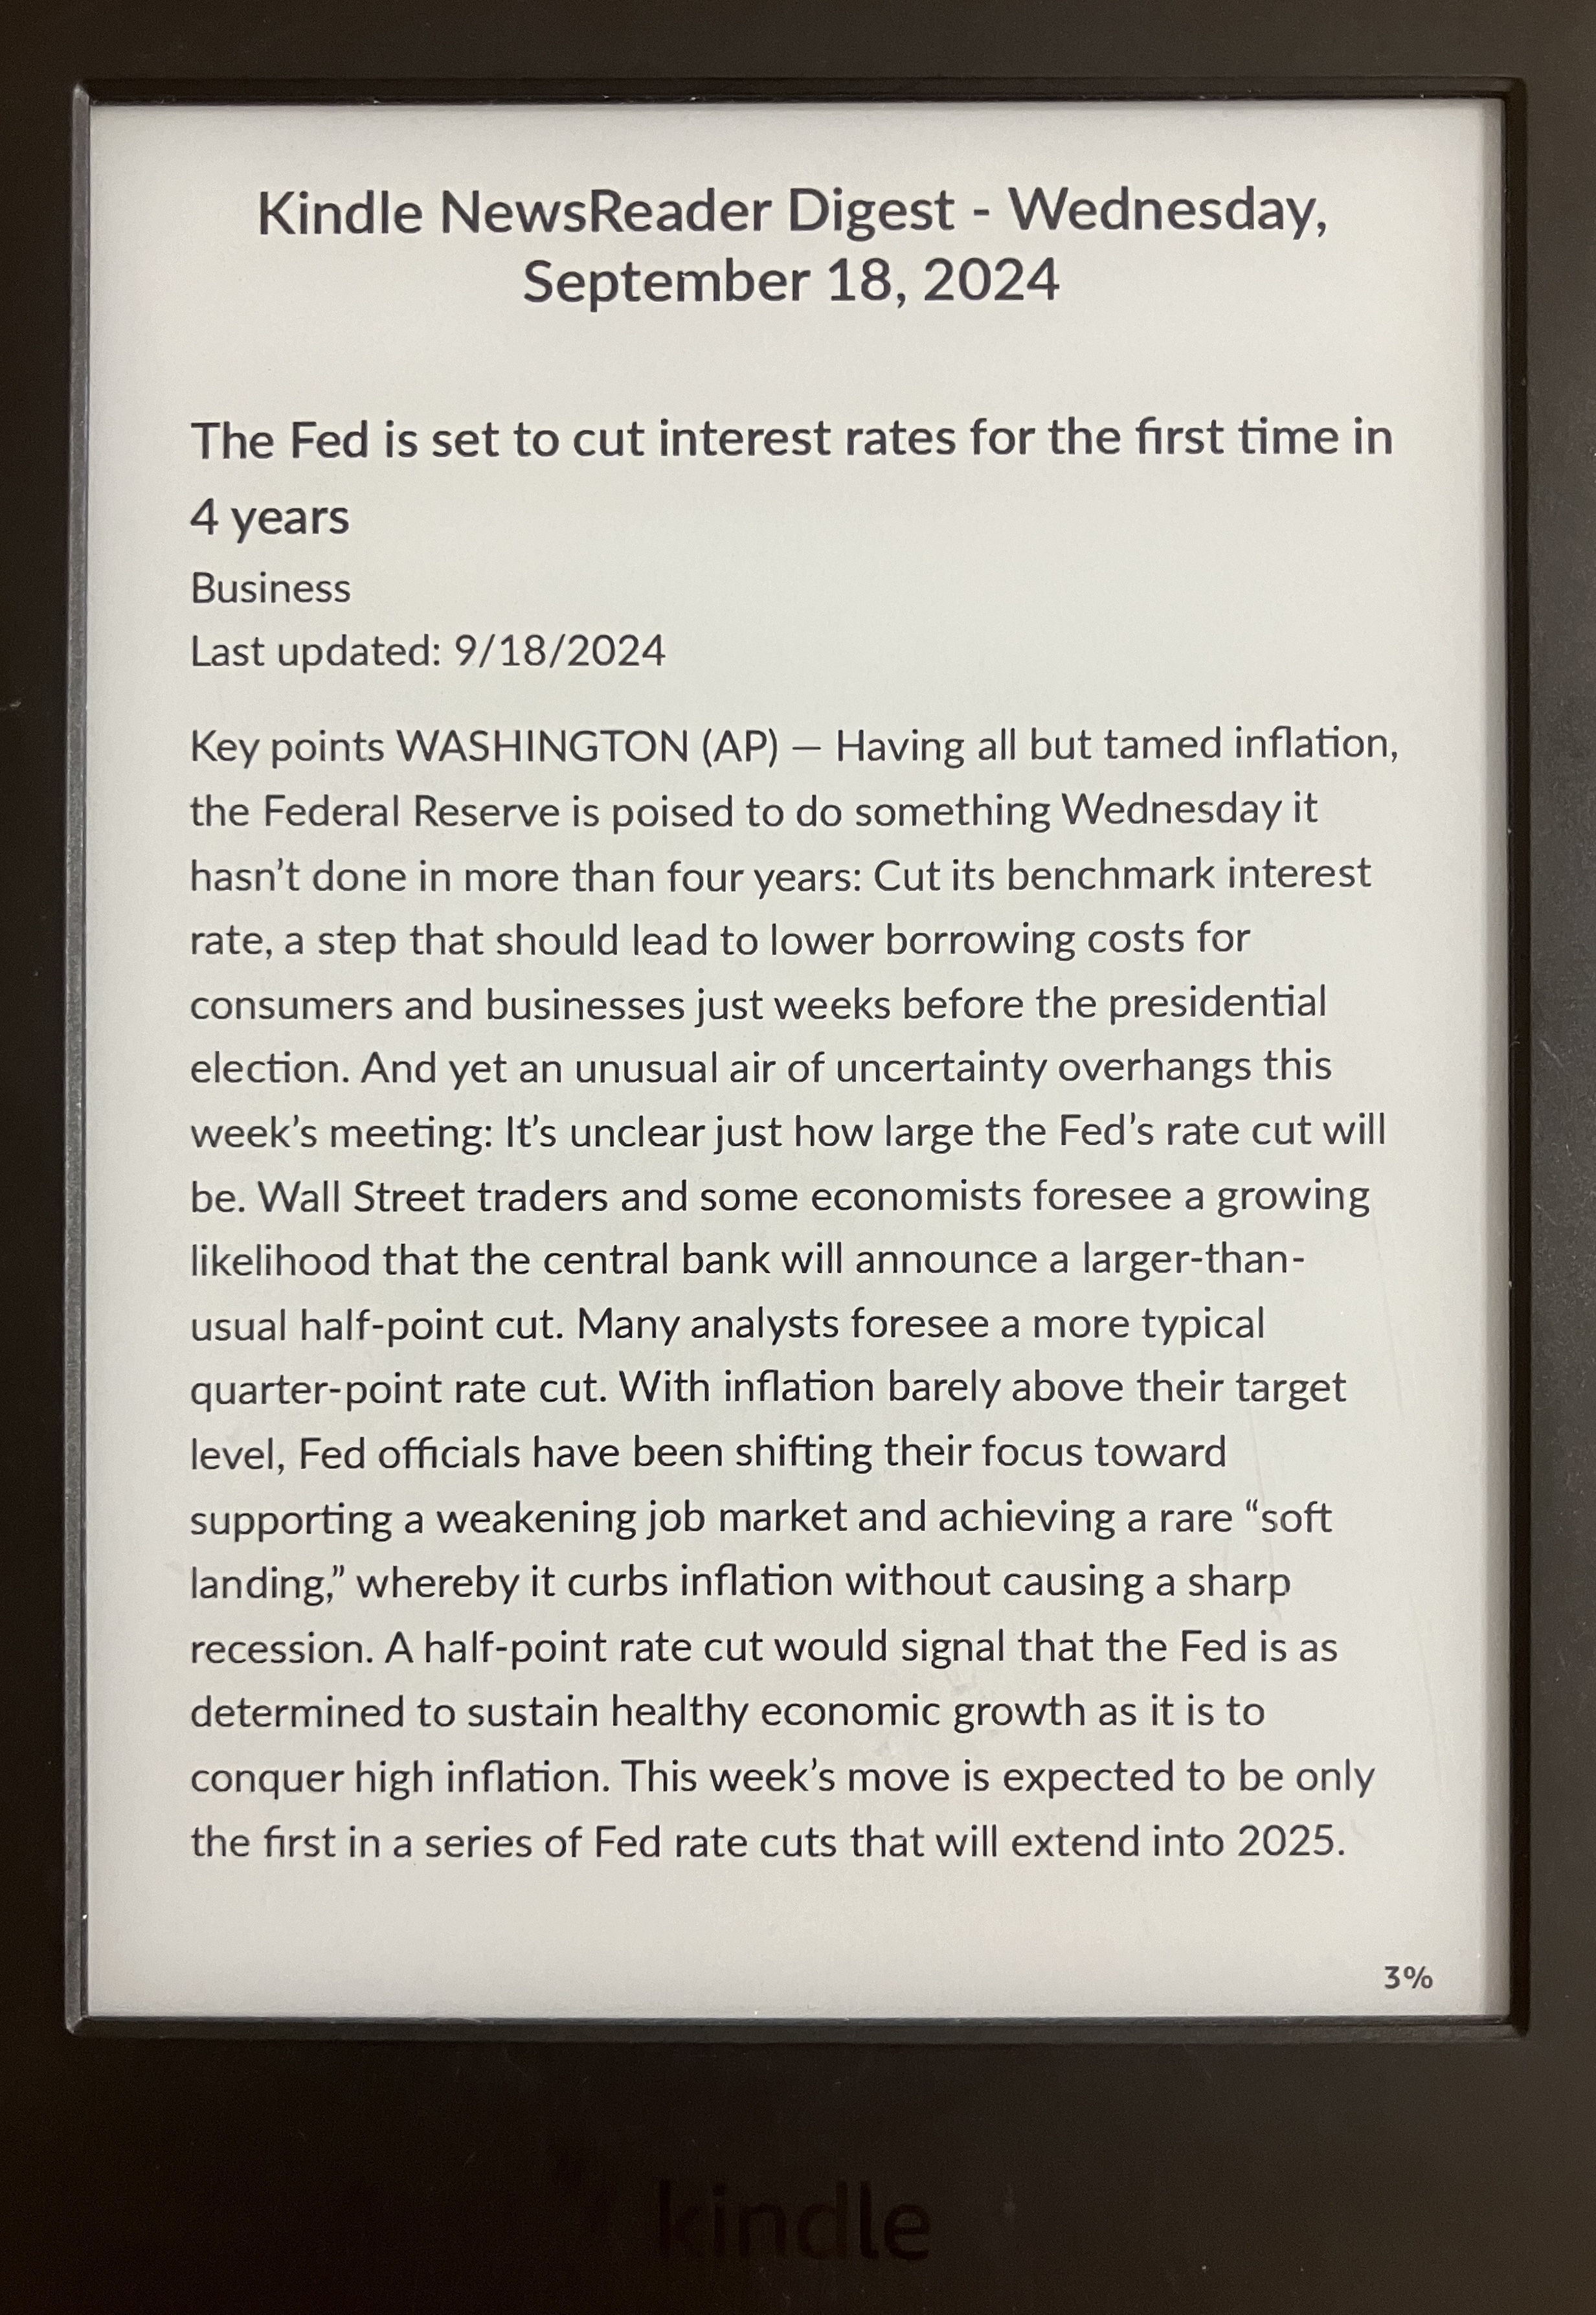 Kindle NewsReader Digest - Wednesday,
September 18, 2024
The Fed is set to cut interest rates for the first time in
4 years
Business
Last updated: 9/18/2024
Key points WASHINGTON (AP) — Having all but tamed inflation,
the Federal Reserve is poised to do something Wednesday it
hasn’t done in more than four years: Cut its benchmark interest
rate, a step that should lead to lower borrowing costs for
consumers and businesses just weeks before the presidential
election. And yet an unusual air of uncertainty overhangs this
week’s meeting: It’s unclear just how large the Fed’s rate cut will
be. Wall Street traders and some economists foresee a growing
likelihood that the central bank will announce a larger-than-
usual half-point cut. Many analysts foresee a more typical
quarter-point rate cut. With inflation barely above their target
level, Fed officials have been shifting their focus toward
supporting a weakening job market and achieving a rare “soft
landing,” whereby it curbs inflation without causing a sharp
recession. A half-point rate cut would signal that the Fed is as
determined to sustain healthy economic growth as it is to
conquer high inflation. This week’s move is expected to be only
the first in a series of Fed rate cuts that will extend into 2025.
3%
kindle